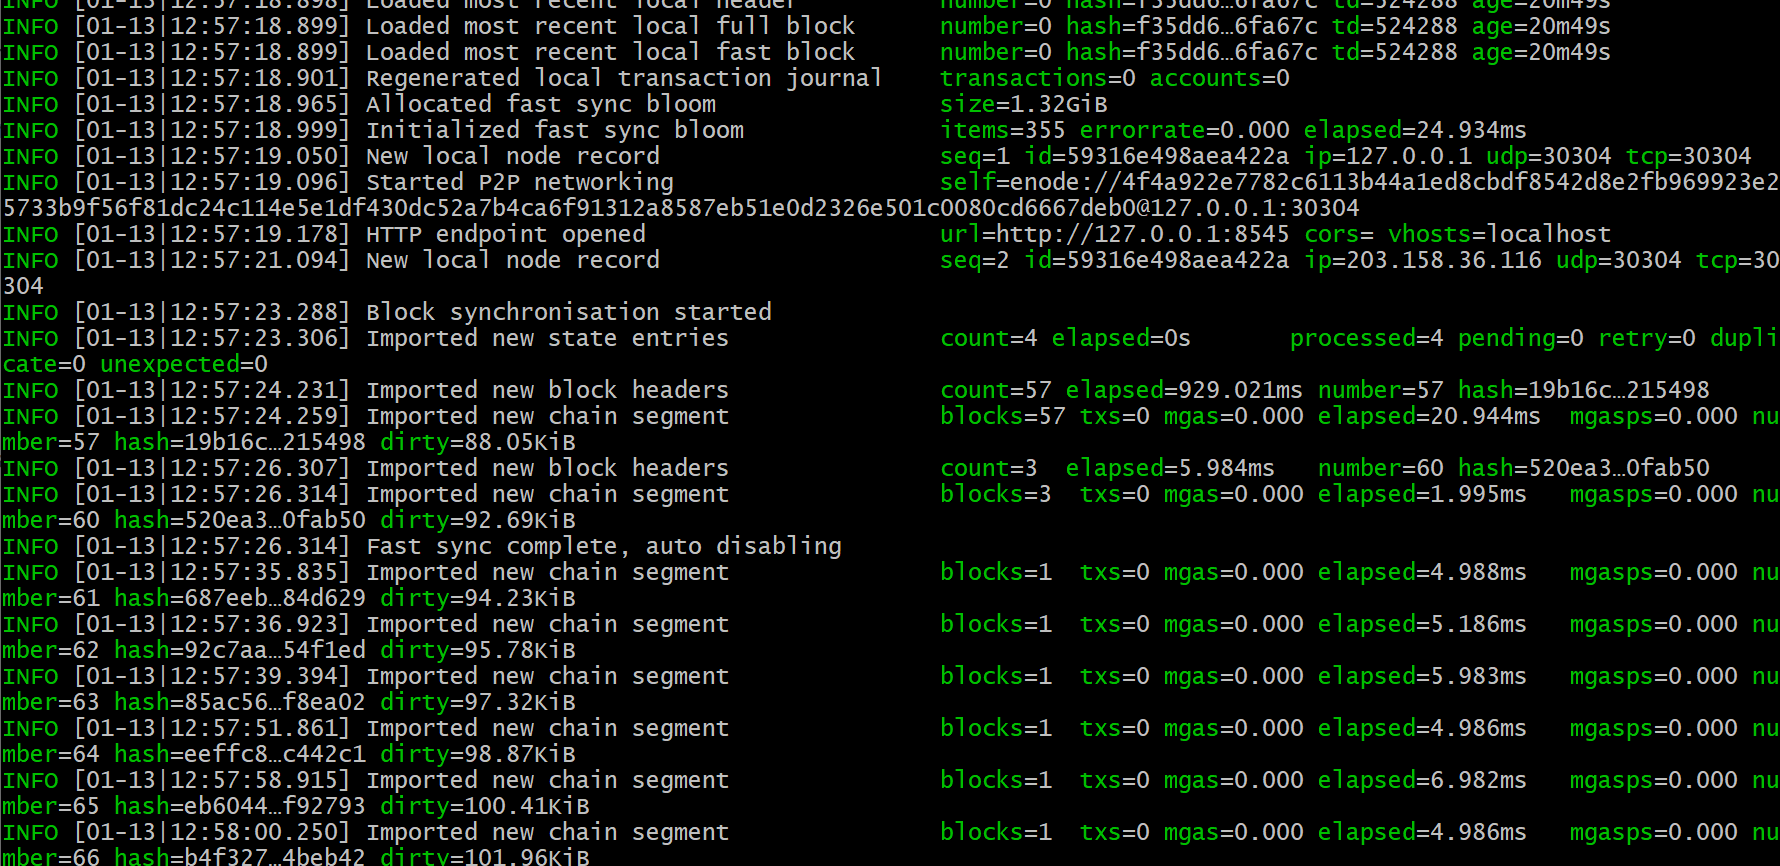 INFO [01-13|12:57:18.898] Loaded most recent local header number=0 hash=f35dd6…6fa67c td=524288 age=20m49s
INFO [01-13|12:57:18.899] Loaded most recent local full block number=0 hash=f35dd6…6fa67c td=524288 age=20m49s
INFO [01-13|12:57:18.899] Loaded most recent local fast block number=0 hash=f35dd6…6fa67c td=524288 age=20m49s
INFO [01-13|12:57:18.901] Regenerated local transaction journal transactions=0 accounts=0
INFO [01-13|12:57:18.965] Allocated fast sync bloom size=1.32GiB
INFO [01-13|12:57:18.999] Initialized fast sync bloom items=355 errorrate=0.000 elapsed=24.934ms
INFO [01-13|12:57:19.050] New local node record seq=1 id=59316e498aea422a ip=127.0.0.1 udp=30304 tcp=30304
INFO [01-13|12:57:19.096] Started P2P networking self=enode://4f4a922e7782c6113b44a1ed8cbdf8542d8e2fb969923e2
5733b9f56f81dc24c114e5e1df430dc52a7b4ca6f91312a8587eb51e0d2326e501c0080cd6667deb0@127.0.0.1:30304
INFO [01-13|12:57:19.178] HTTP endpoint opened url=http://127.0.0.1:8545 cors= vhosts=localhost
INFO [01-13|12:57:21.094] New local node record seq=2 id=59316e498aea422a ip=203.158.36.116 udp=30304 tcp=30
304
INFO [01-13|12:57:23.288] Block synchronisation started
INFO [01-13|12:57:23.306] Imported new state entries count=4 elapsed=0s processed=4 pending=0 retry=0 dupli
cate=0 unexpected=0
INFO [01-13|12:57:24.231] Imported new block headers count=57 elapsed=929.021ms number=57 hash=19b16c…215498
INFO [01-13|12:57:24.259] Imported new chain segment blocks=57 txs=0 mgas=0.000 elapsed=20.944ms mgasps=0.000 nu
mber=57 hash=19b16c…215498 dirty=88.05KiB
INFO [01-13|12:57:26.307] Imported new block headers count=3 elapsed=5.984ms number=60 hash=520ea3…0fab50
INFO [01-13|12:57:26.314] Imported new chain segment blocks=3 txs=0 mgas=0.000 elapsed=1.995ms mgasps=0.000 nu
mber=60 hash=520ea3…0fab50 dirty=92.69KiB
INFO [01-13|12:57:26.314] Fast sync complete, auto disabling
INFO [01-13|12:57:35.835] Imported new chain segment blocks=1 txs=0 mgas=0.000 elapsed=4.988ms mgasps=0.000 nu
mber=61 hash=687eeb…84d629 dirty=94.23KiB
INFO [01-13|12:57:36.923] Imported new chain segment blocks=1 txs=0 mgas=0.000 elapsed=5.186ms mgasps=0.000 nu
mber=62 hash=92c7aa…54f1ed dirty=95.78KiB
INFO [01-13|12:57:39.394] Imported new chain segment blocks=1 txs=0 mgas=0.000 elapsed=5.983ms mgasps=0.000 nu
mber=63 hash=85ac56…f8ea02 dirty=97.32KiB
INFO [01-13|12:57:51.861] Imported new chain segment blocks=1 txs=0 mgas=0.000 elapsed=4.986ms mgasps=0.000 nu
mber=64 hash=eeffc8…c442c1 dirty=98.87KiB
INFO [01-13|12:57:58.915] Imported new chain segment blocks=1 txs=0 mgas=0.000 elapsed=6.982ms mgasps=0.000 nu
mber=65 hash=eb6044…f92793 dirty=100.41KiB
INFO [01-13|12:58:00.250] Imported new chain segment blocks=1 txs=0 mgas=0.000 elapsed=4.986ms mgasps=0.000 nu
mber=66 hash=b4f327…4beb42 dirty=101.96KiB